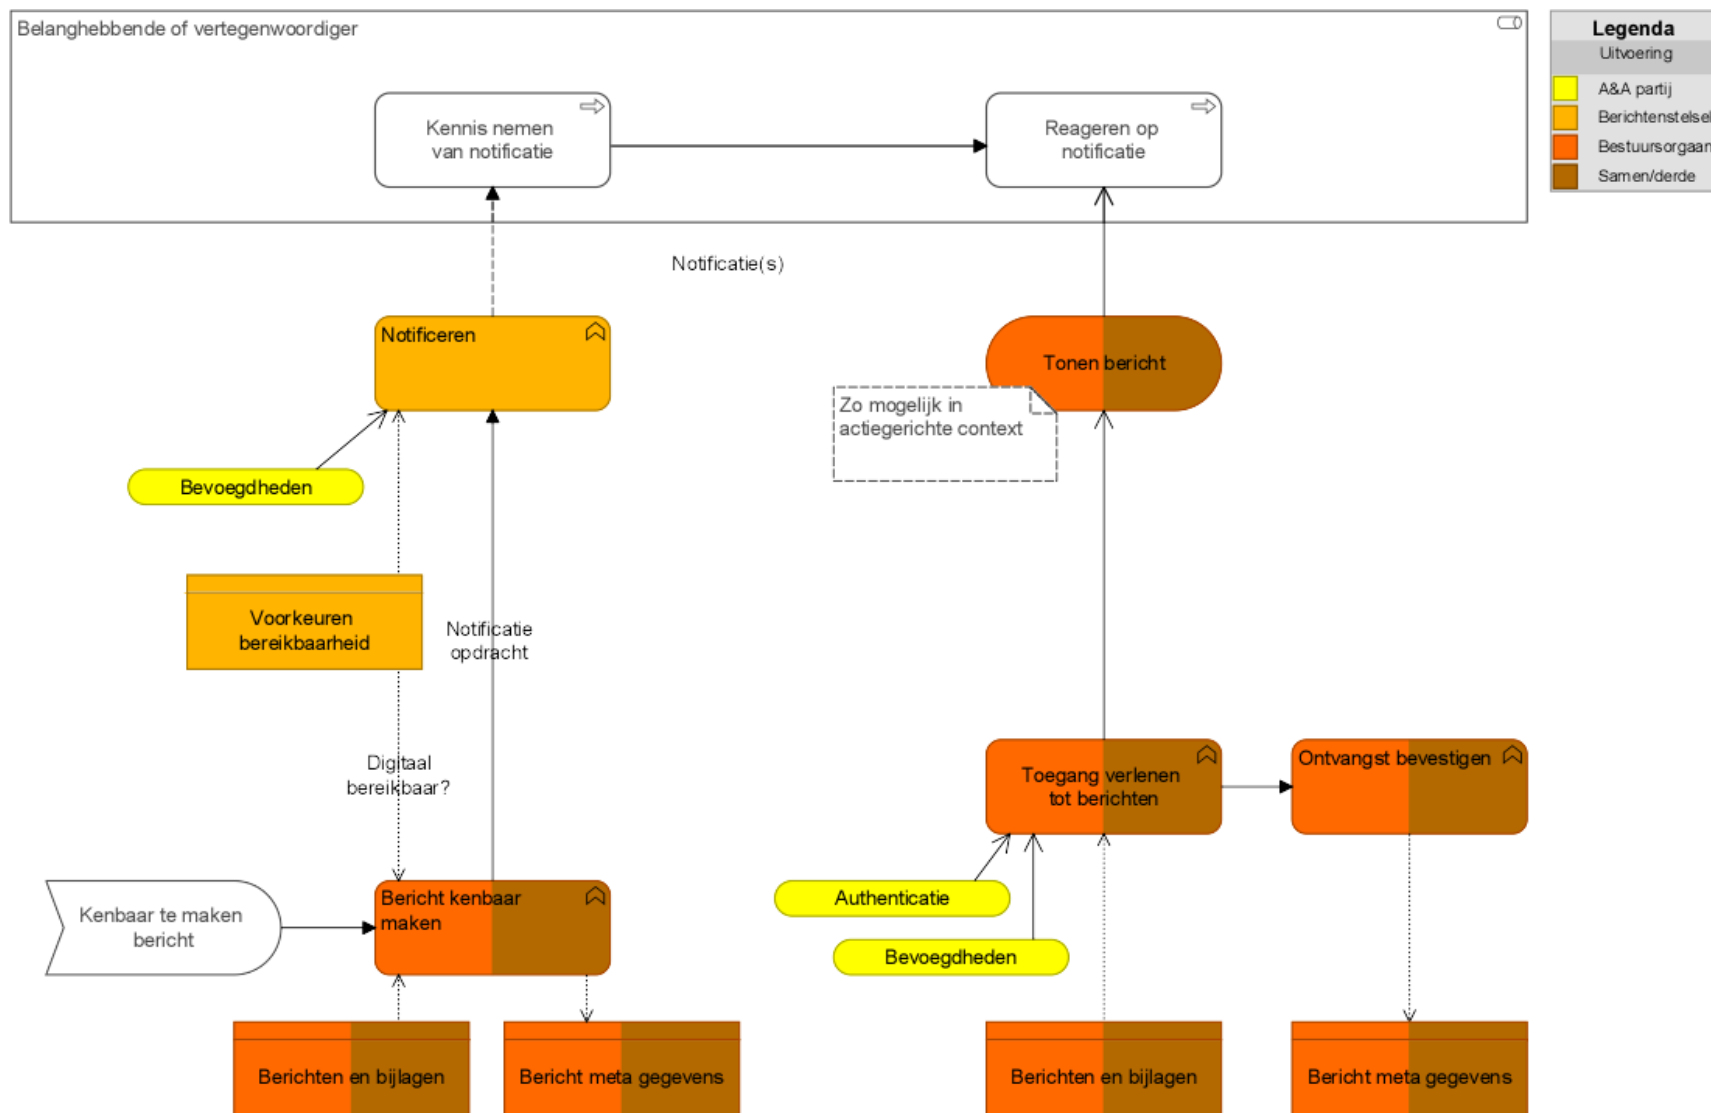 Belanghebbende of vertegenwoordiger
Legenda
Uitvoering
A&A partij
Berichtenstelsel
Bestuursorgaan
Samen/derde
Kennis nemen
van notificatie
Reageren op
notificatie
Notificatie(s)
Notificeren
Tonen bericht
Zo mogelijk in
actiegerichte context
Bevoegdheden
Voorkeuren
bereikbaarheid
Notificatie
opdracht
Digitaal
bereikbaar?
Toegang verlenen
tot berichten
Ontvangst bevestigen
Kenbaar te maken
bericht
Bericht kenbaar
maken
Authenticatie
Bevoegdheden
Berichten en bijlagen
Bericht meta gegevens
Berichten en bijlagen
Bericht meta gegevens